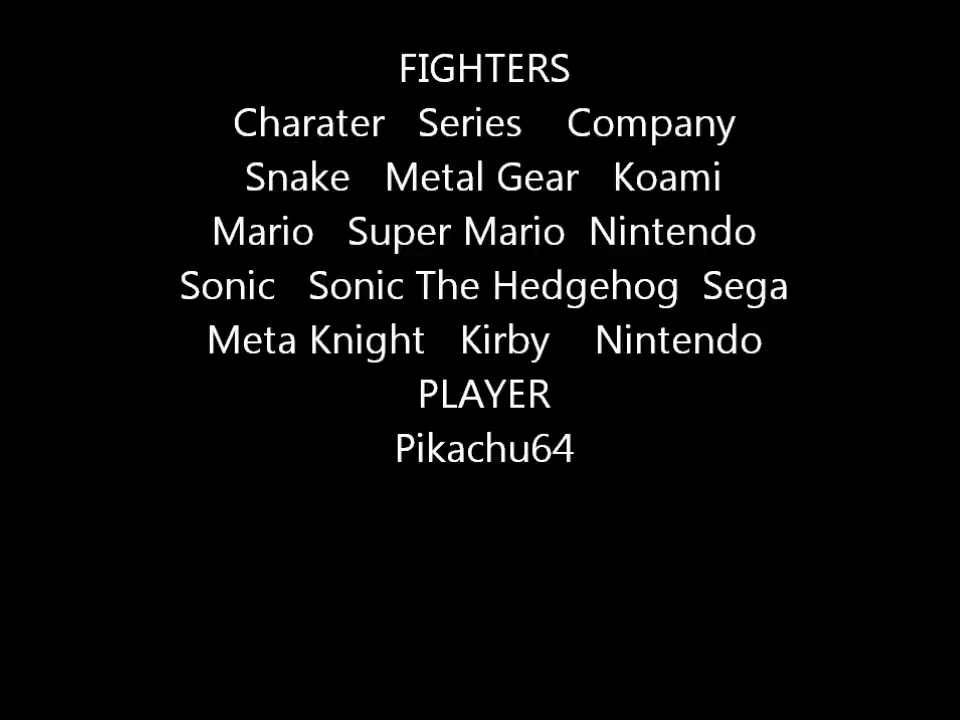 FIGHTERS
Charater Series Company
Snake Metal Gear Koami
Mario Super Mario Nintendo
Sonic Sonic The Hedgehog Sega
Meta Knight Kirby Nintendo
PLAYER
Pikachu64